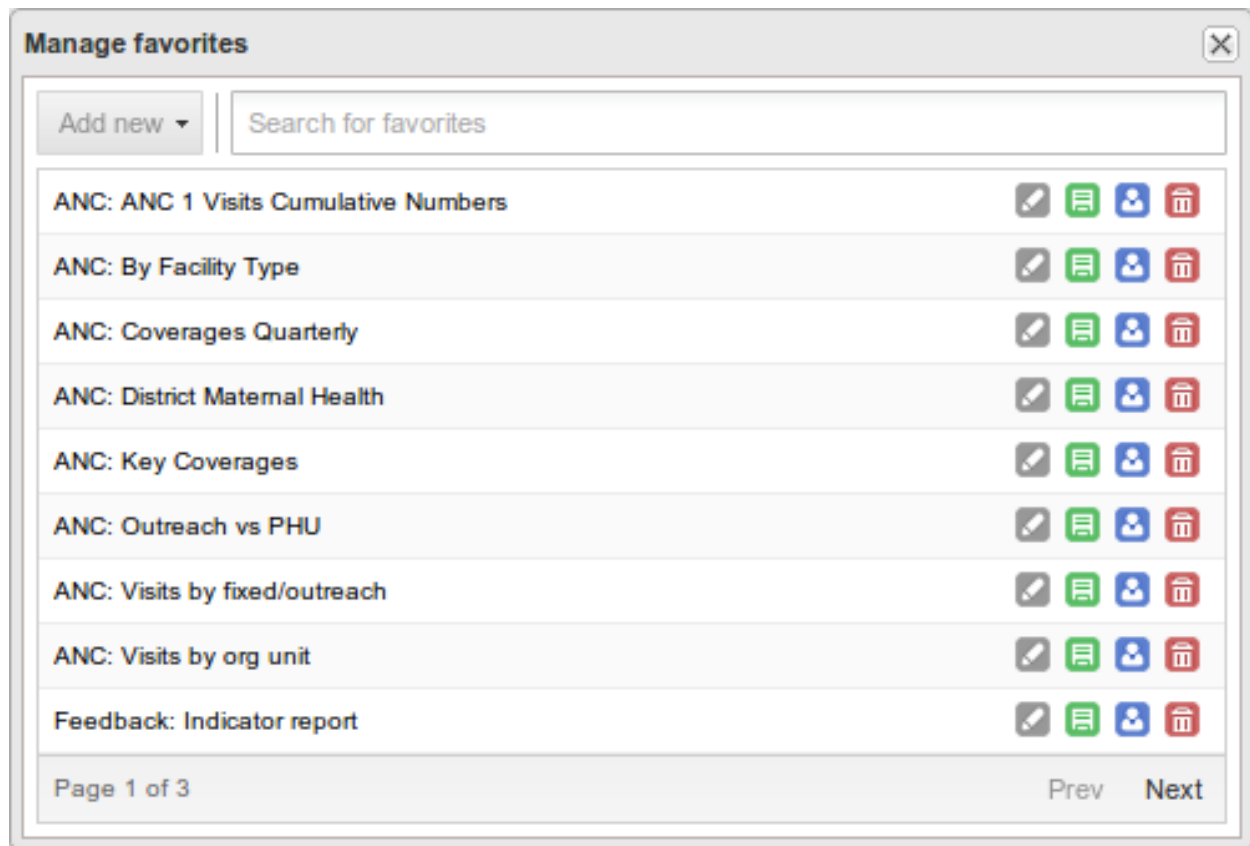 Manage favorites
Add new
Search for favorites
ANC: ANC 1 Visits Cumulative Numbers
ANC: By Facility Type
ANC: Coverages Quarterly
ANC: District Maternal Health
ANC: Key Coverages
ANC: Outreach vs PHU
ANC: Visits by fixed/outreach
ANC: Visits by org unit
Feedback: Indicator report
Page 1 of 3
Prev Next